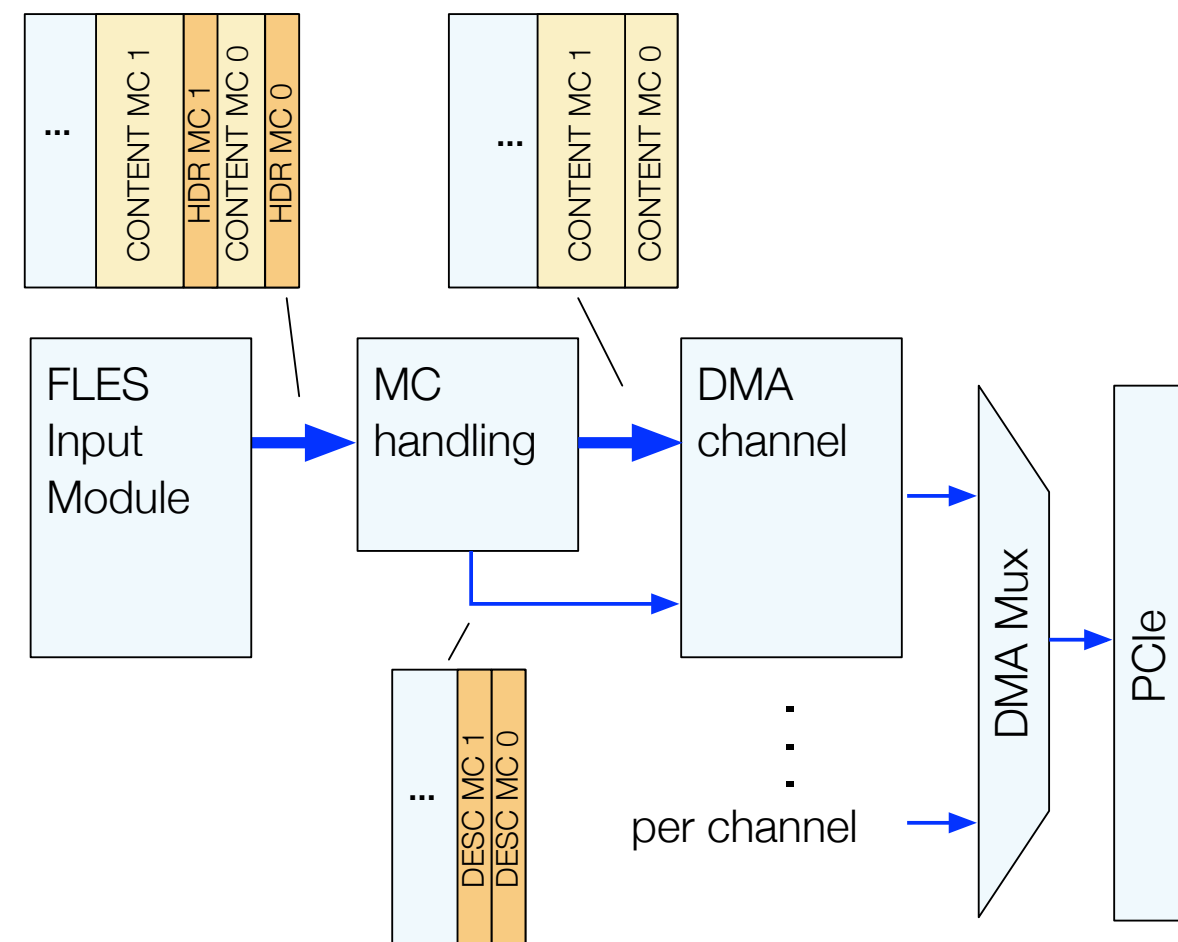 ...
CONTENT MC 1
HDR MC 1
CONTENT MC 0
HDR MC 0
...
CONTENT MC 1
CONTENT MC 0
FLES
Input
Module
MC
handling
DMA
channel
DMA Mux
PCIe
...
DESC MC 1
DESC MC 0
per channel